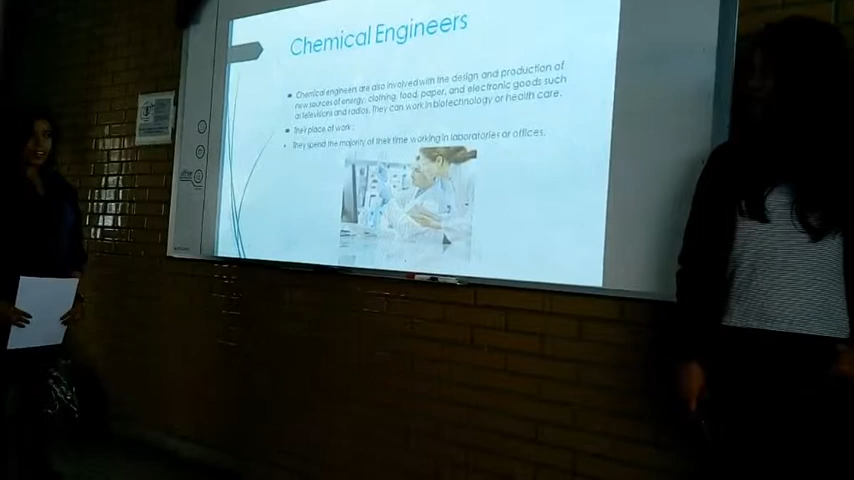 Chemical Engineers
Chemical engineers are also involved with the design and production of
new sources of energy, clothing, food, paper, and electronic goods such
as televisions and radios. They can work in biotechnology or health care.
Their place of work:
They spend the majority of their time working in laboratories or offices.